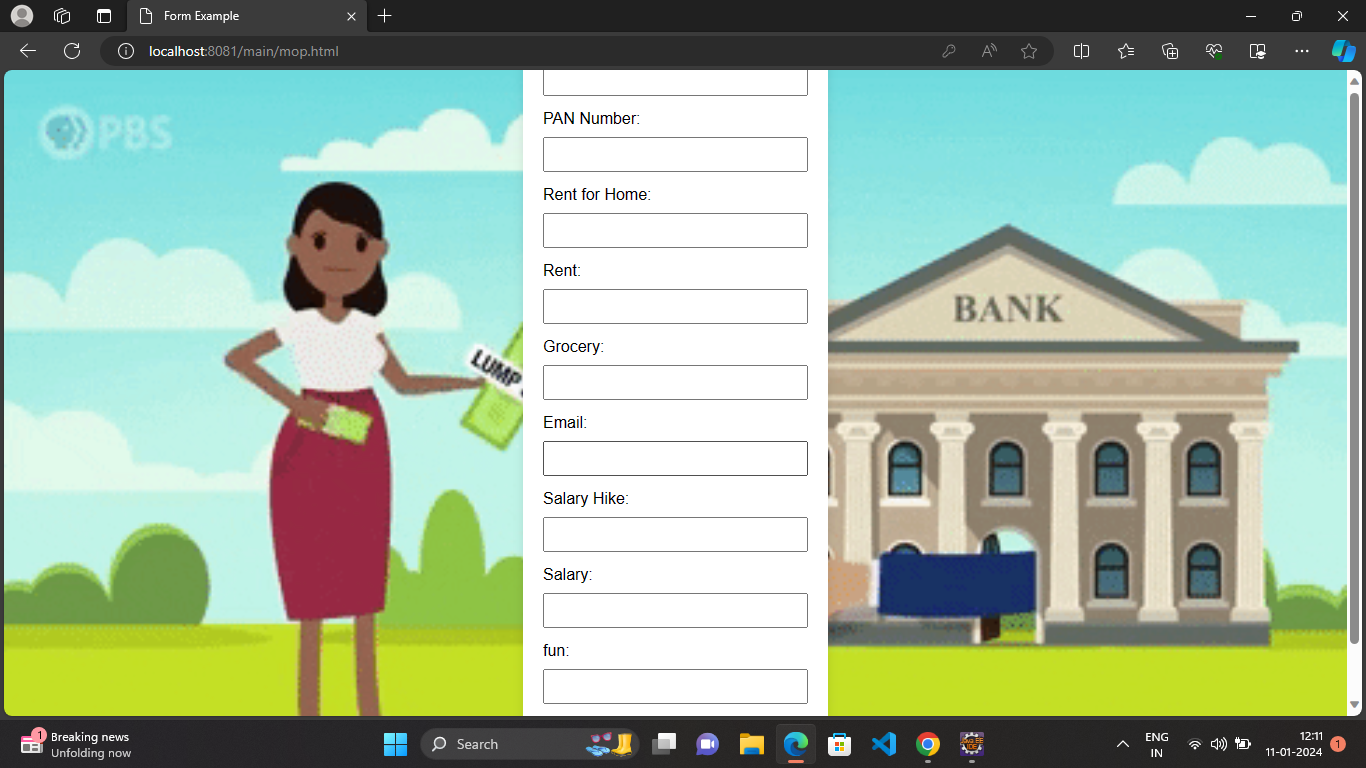 Form Example
localhost:8081/main/mop.html
PBS
PAN Number:
Rent for Home:
Rent:
LUMP
Grocery:
BANK
Email:
Salary Hike:
Salary:
fun:
1
Breaking news
Unfolding now
Search
ENG
IN
12:11
11-01-2024
1